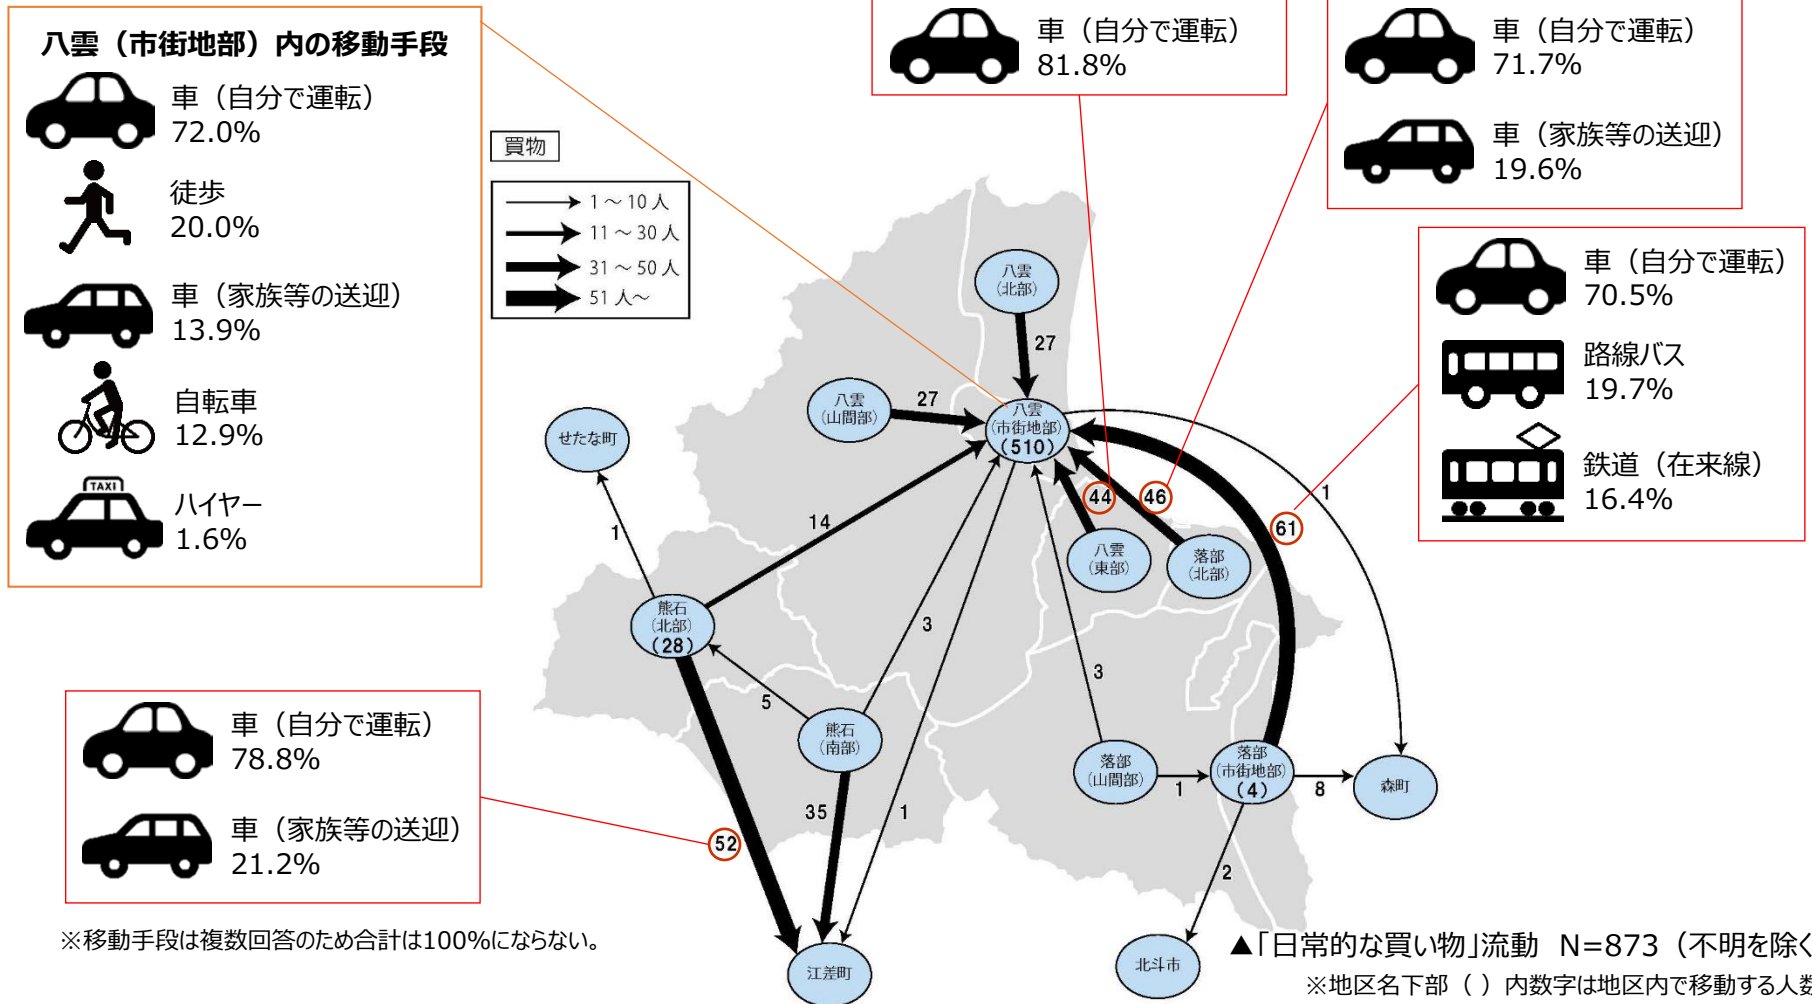 八雲（市街地部）内の移動手段
車（自分で運転）
72.0%
徒歩
20.0%
車（家族等の送迎）
13.9%
自転車
12.9%
TAXI
ハイヤー
1.6%
車（自分で運転）
81.8%
車（自分で運転）
71.7%
車（家族等の送迎）
19.6%
車（自分で運転）
70.5%
路線バス
19.7%
鉄道（在来線）
16.4%
買物
1～10人
11～30人
31～50人
51人～
八雲
（北部）
27
八雲
（山間部）
27
八雲
（市街地部）
（510）
せたな町
1
14
44
46
61
1
八雲
（東部）
落部
（北部）
熊石
（北部）
（28）
3
3
5
熊石
（南部）
35
1
52
落部
（山間部）
1
落部
（市街地部）
（4）
8
森町
2
江差町
北斗市
車（自分で運転）
78.8%
車（家族等の送迎）
21.2%
※移動手段は複数回答のため合計は100%にならない。
▲「日常的な買い物」流動 N=873（不明を除く
※地区名下部（ ）内数字は地区内で移動する人数